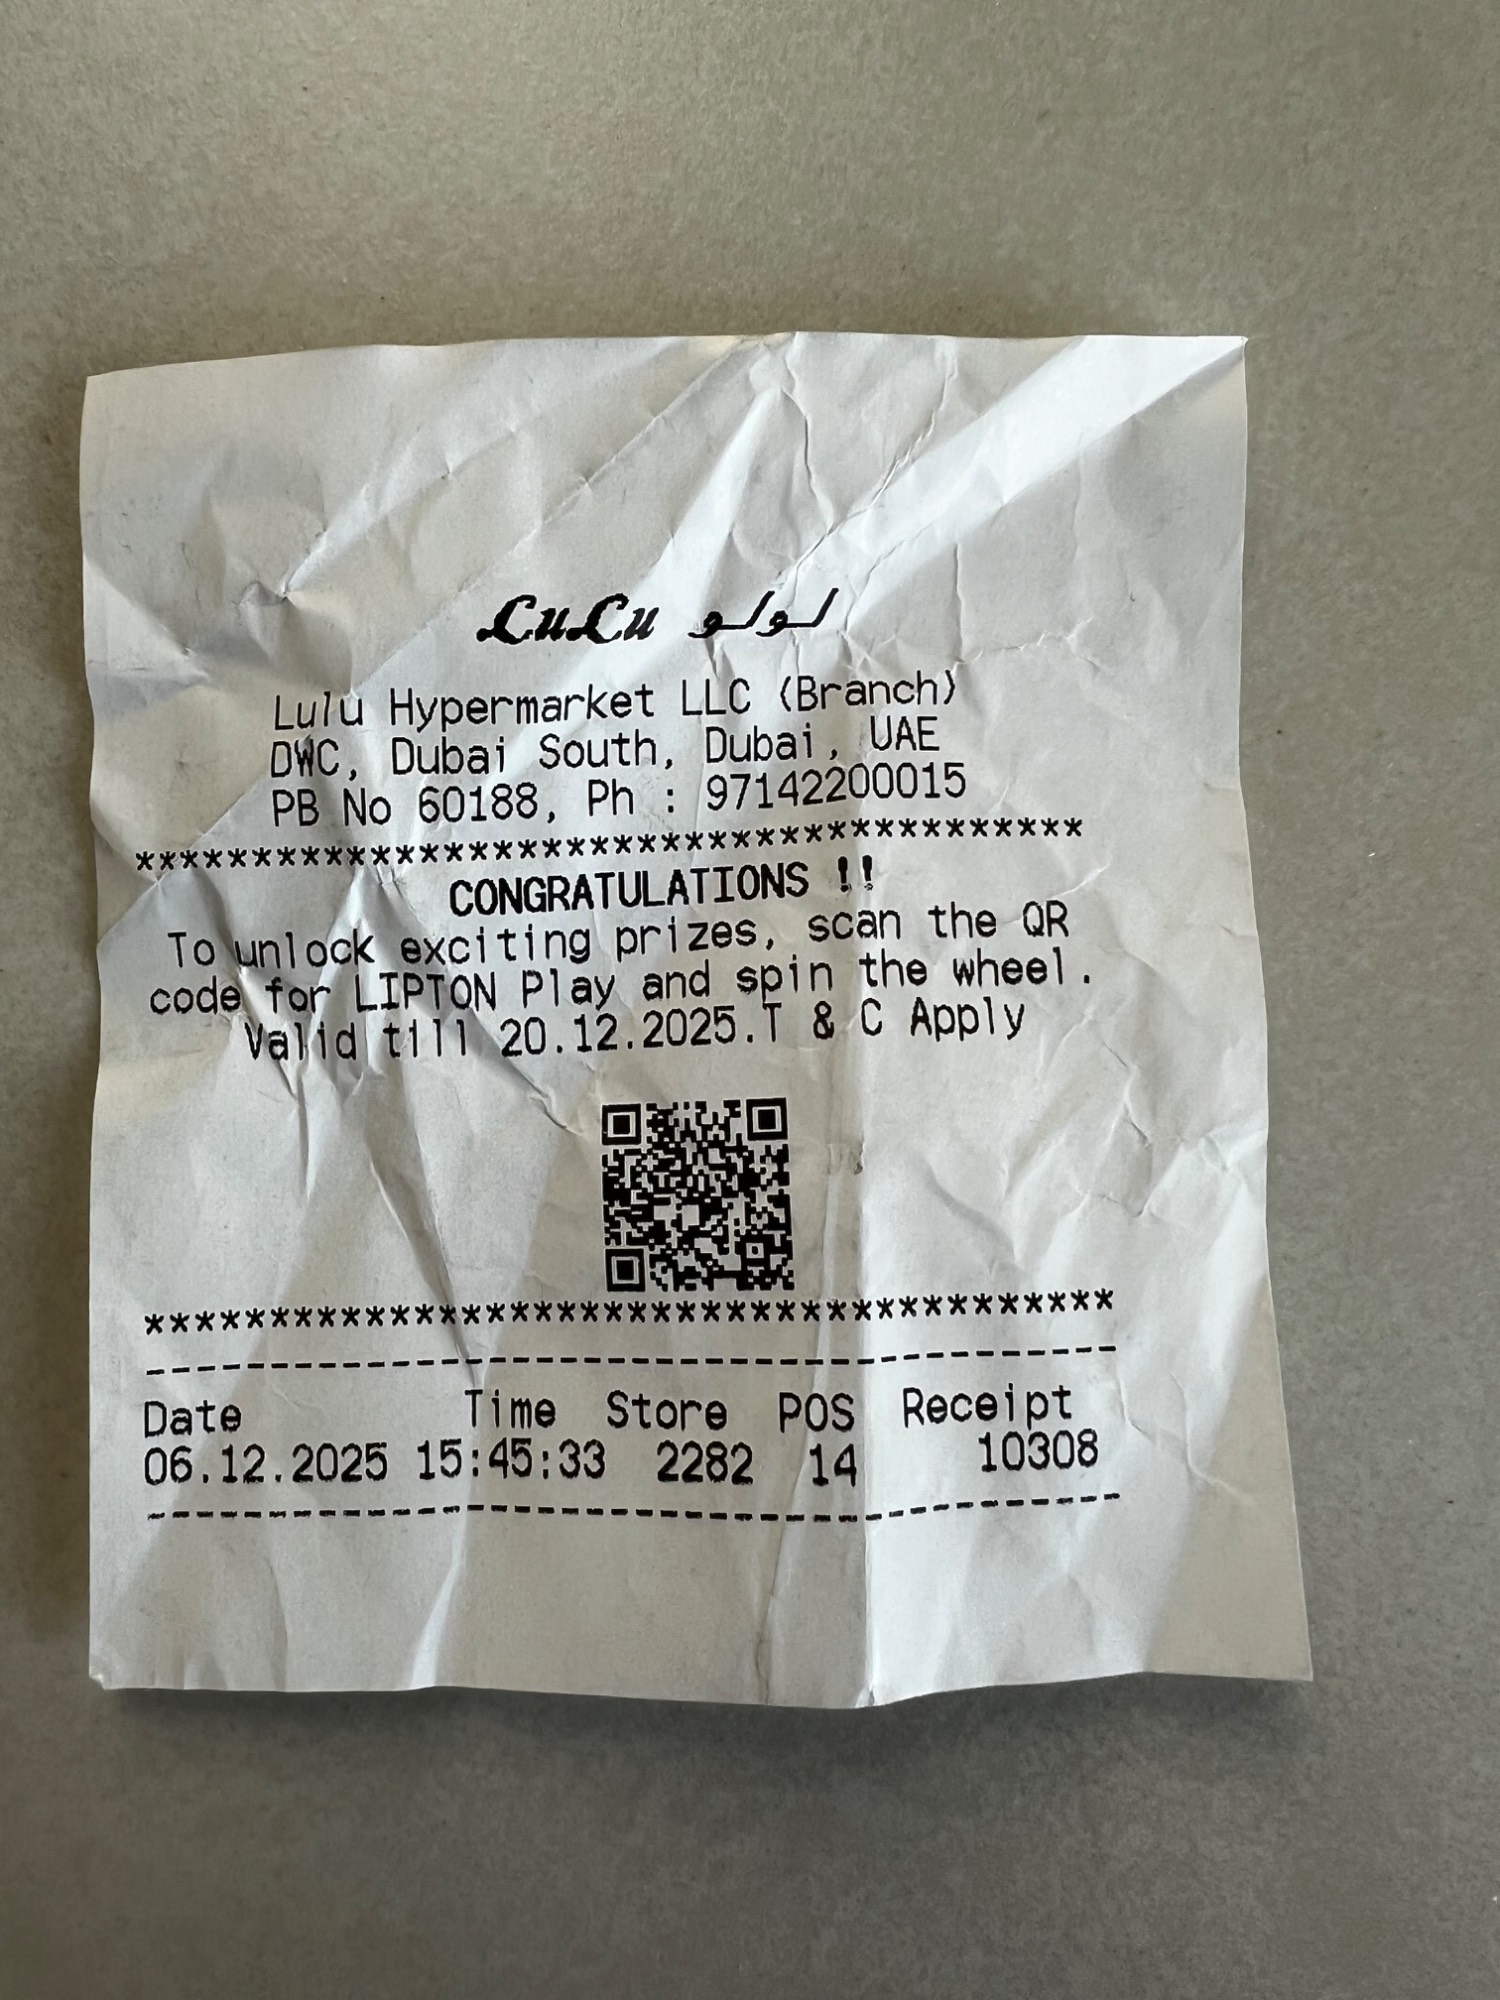 LuLu لولو
Lulu Hypermarket LLC (Branch)
DWC, Dubai South, Dubai, UAE
PB No 60188, Ph : 97142200015
****************************************
CONGRATULATIONS !!
To unlock exciting prizes, scan the QR
code for LIPTON Play and spin the wheel.
Valid till 20.12.2025.T & C Apply
****************************************
----------------------------------------
Date Time Store POS Receipt
06.12.2025 15:45:33 2282 14 10308
----------------------------------------